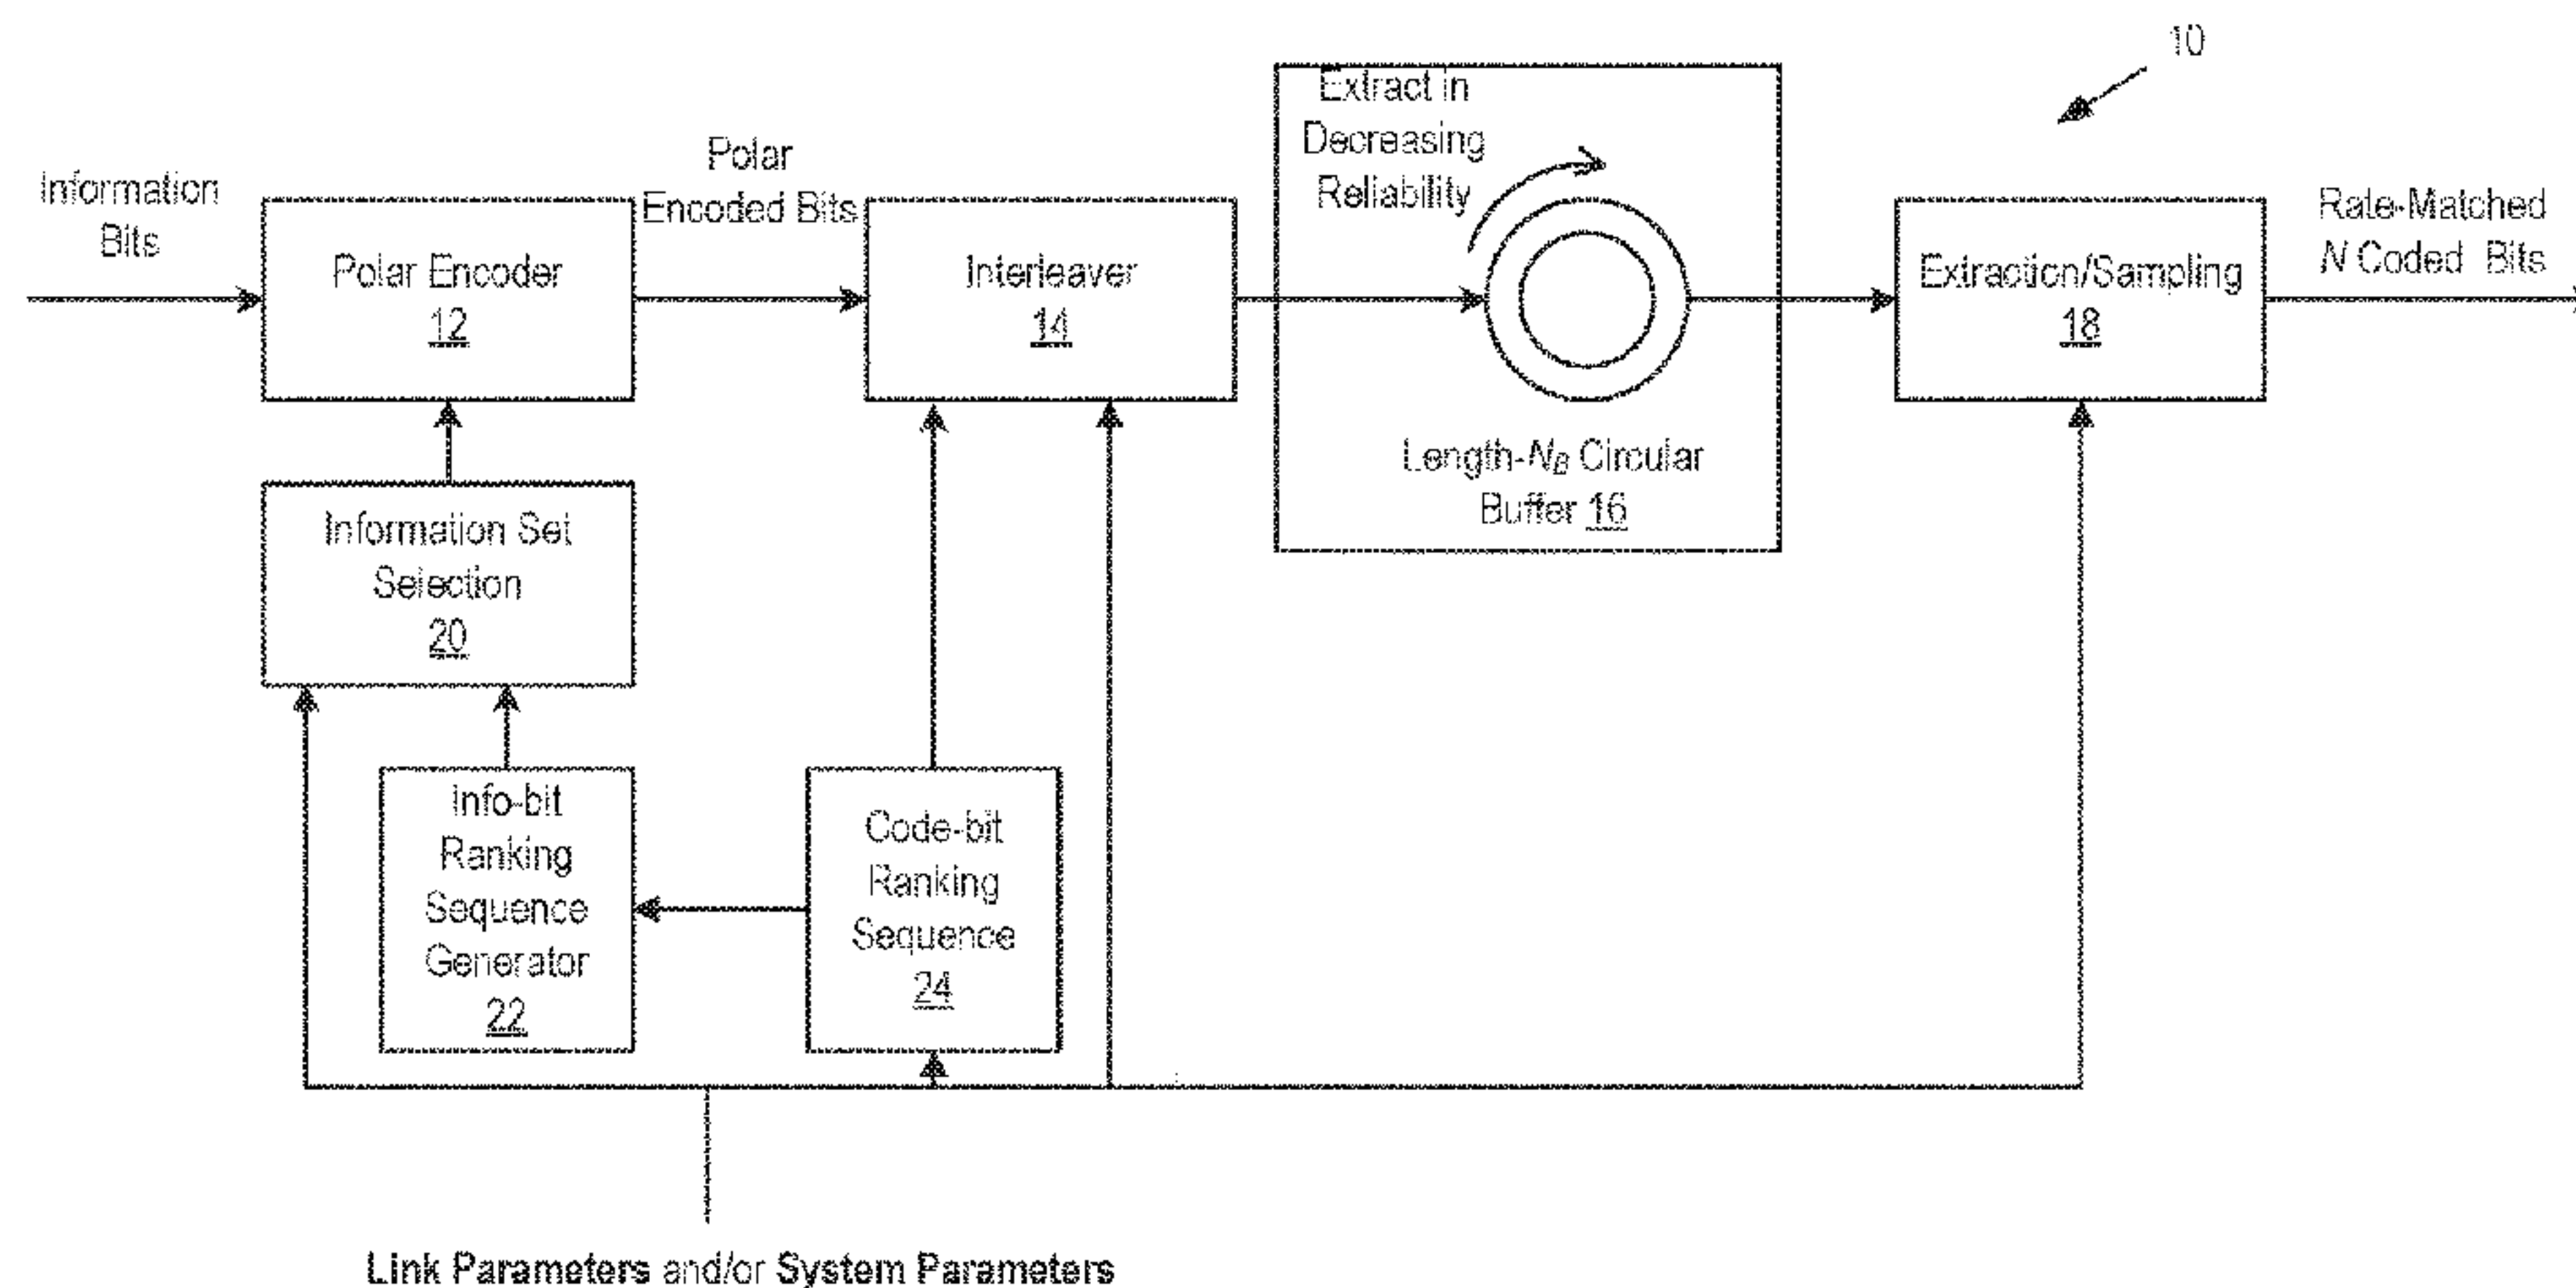 10
Information
Bits
Polar Encoder
12
Polar
Encoded Bits
Interleaver
14
Extract in
Decreasing
Reliability
Length-NB Circular
Buffer 16
Extraction/Sampling
18
Rate-Matched
N Coded Bits
Information Set
Selection
20
Info-bit
Ranking
Sequence
Generator
22
Code-bit
Ranking
Sequence
24
Link Parameters and/or System Parameters